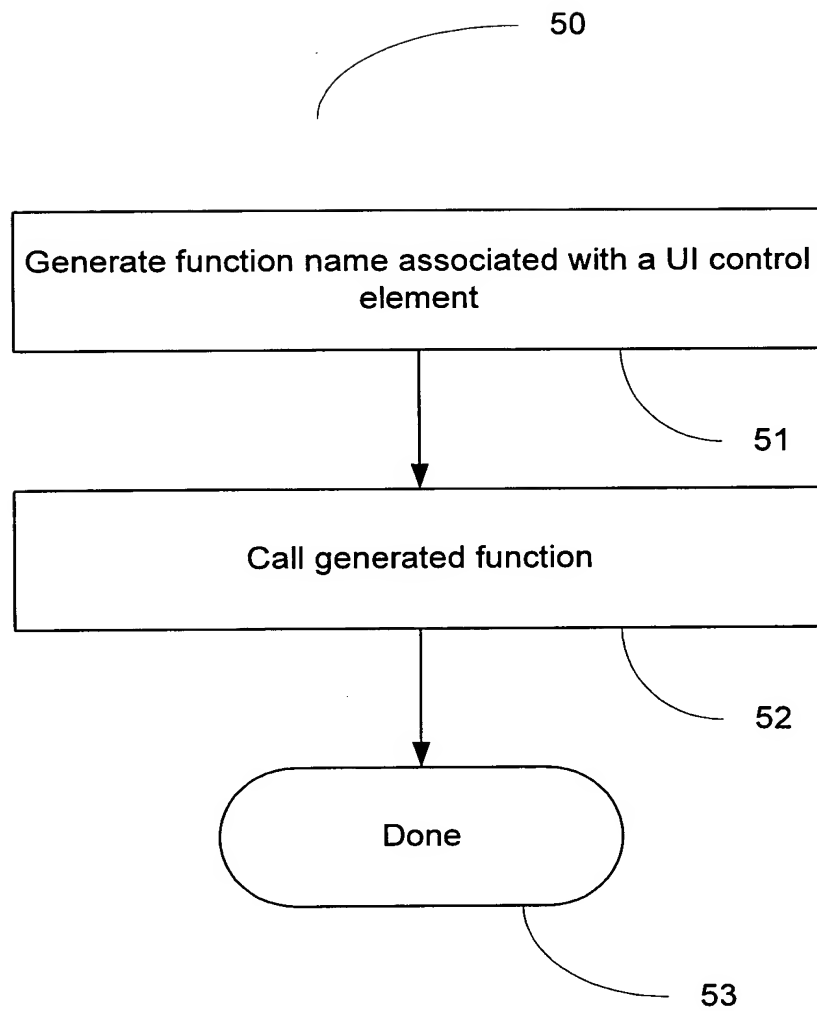 50
Generate function name associated with a UI control
element
51
Call generated function
52
Done
53